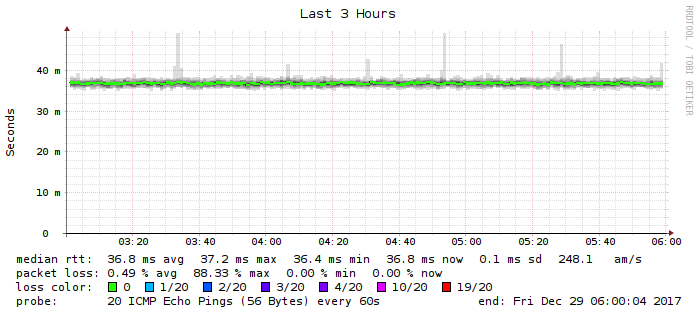 Last 3 Hours
RRDTOOL / TOBI OETIKER
Seconds
40 m
30 m
20 m
10 m
0
03:20 03:40 04:00 04:20 04:40 05:00 05:20 05:40 06:00
median rtt: 36.8 ms avg 37.2 ms max 36.4 ms min 36.8 ms now 0.1 ms sd 248.1 am/s
packet loss: 0.49 % avg 88.33 % max 0.00 % min 0.00 % now
loss color: 0 1/20 2/20 3/20 4/20 10/20 19/20
probe: 20 ICMP Echo Pings (56 Bytes) every 60s end: Fri Dec 29 06:00:04 2017